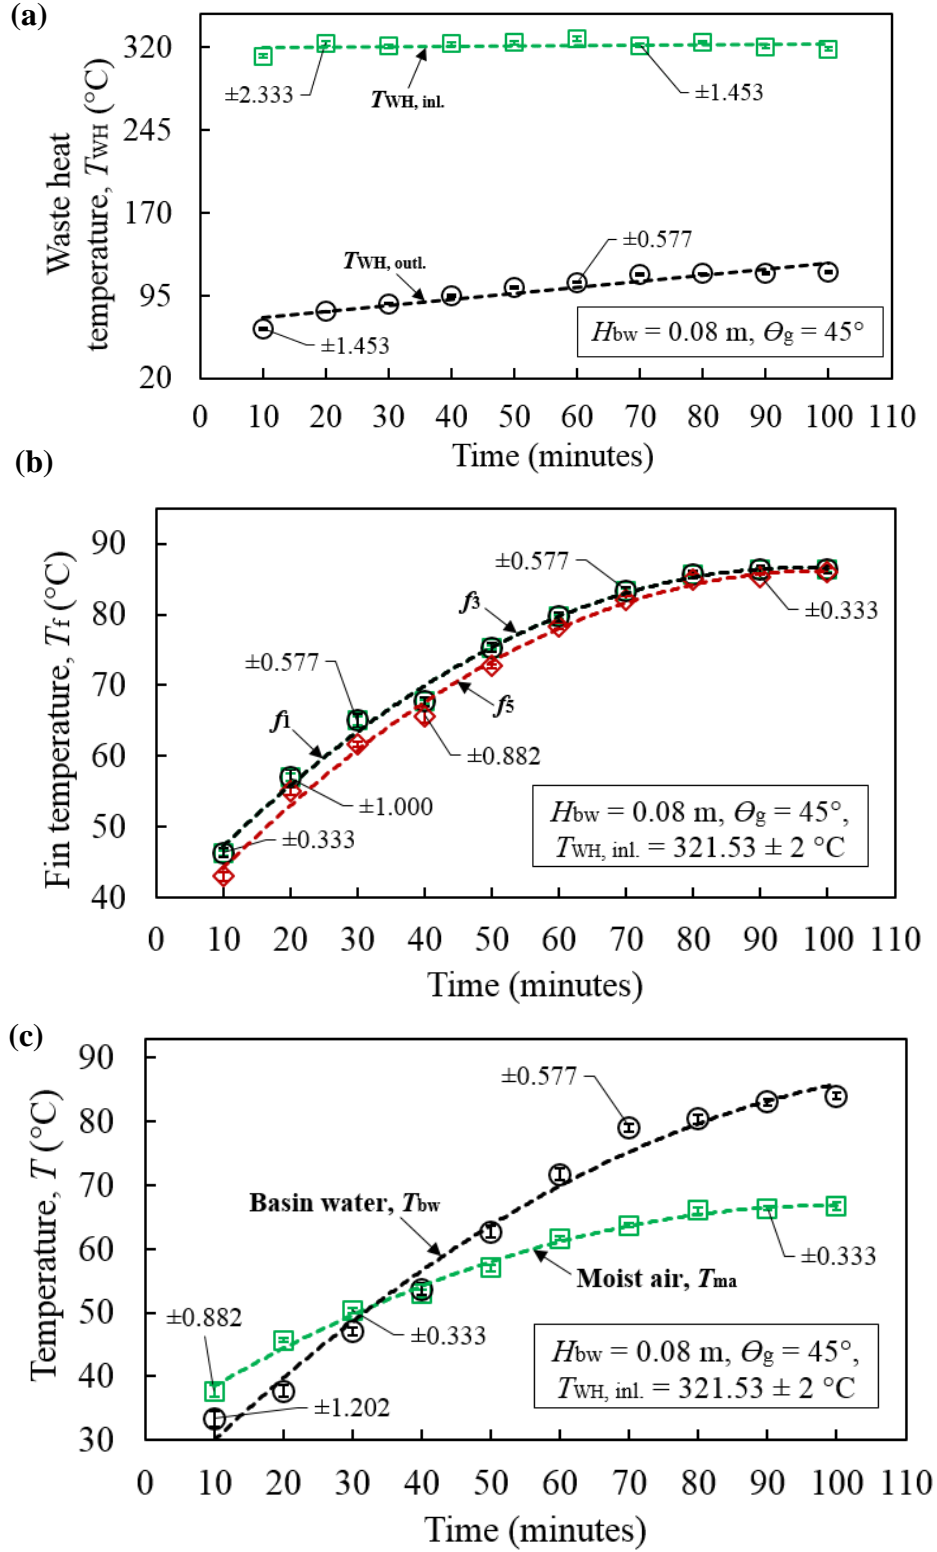 (a)
Waste heat
temperature, TWH (°C)
320
245
170
95
20
±2.333
TWH, inl.
±1.453
TWH, outl.
±0.577
±1.453
Hbw = 0.08 m, Ɵg = 45°
0 10 20 30 40 50 60 70 80 90 100 110
Time (minutes)
(b)
Fin temperature, Tf (°C)
90
80
70
60
50
40
±0.577
f3
±0.333
±0.577
f1
f5
±0.882
±1.000
±0.333
Hbw = 0.08 m, Ɵg = 45°,
TWH, inl. = 321.53 ± 2 °C
0 10 20 30 40 50 60 70 80 90 100 110
Time (minutes)
(c)
Temperature, T (°C)
90
80
70
60
50
40
30
±0.577
Basin water, Tbw
±0.333
Moist air, Tma
±0.882
±0.333
±1.202
Hbw = 0.08 m, Ɵg = 45°,
TWH, inl. = 321.53 ± 2 °C
0 10 20 30 40 50 60 70 80 90 100 110
Time (minutes)